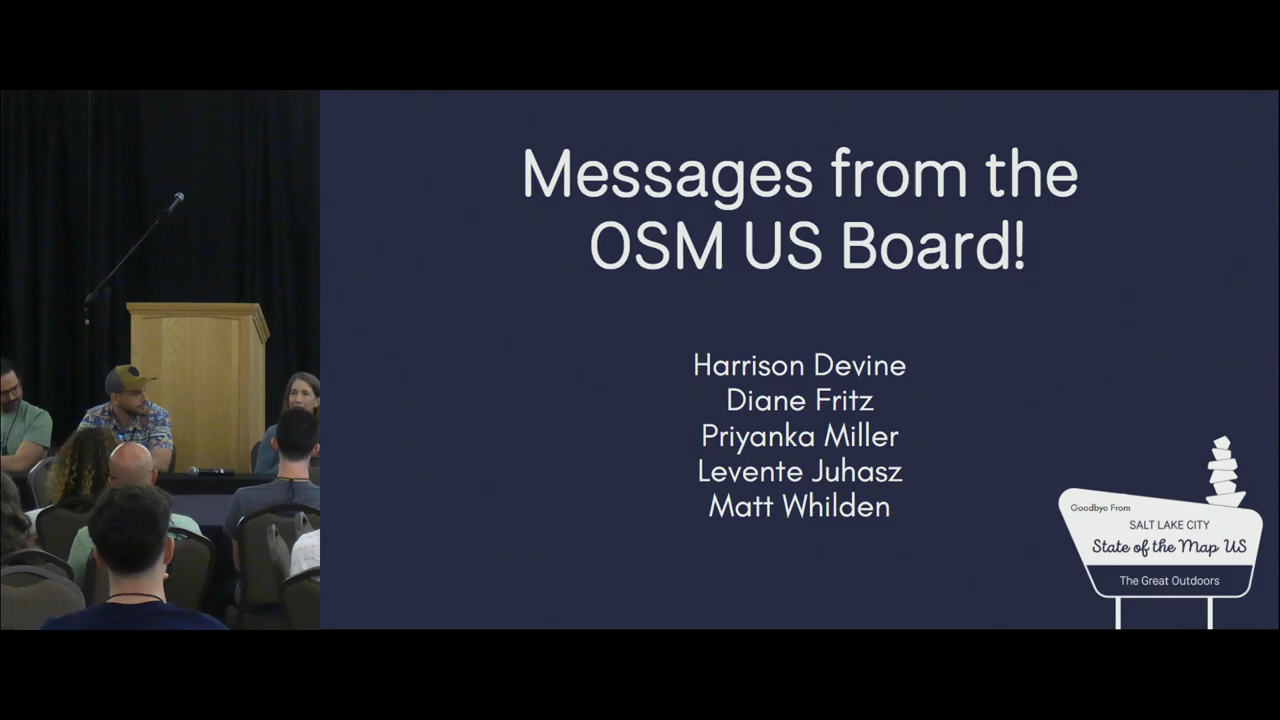 Messages from the
OSM US Board!
Harrison Devine
Diane Fritz
Priyanka Miller
Levente Juhasz
Matt Whilden
Goodbye From
SALT LAKE CITY
State of the Map US
The Great Outdoors